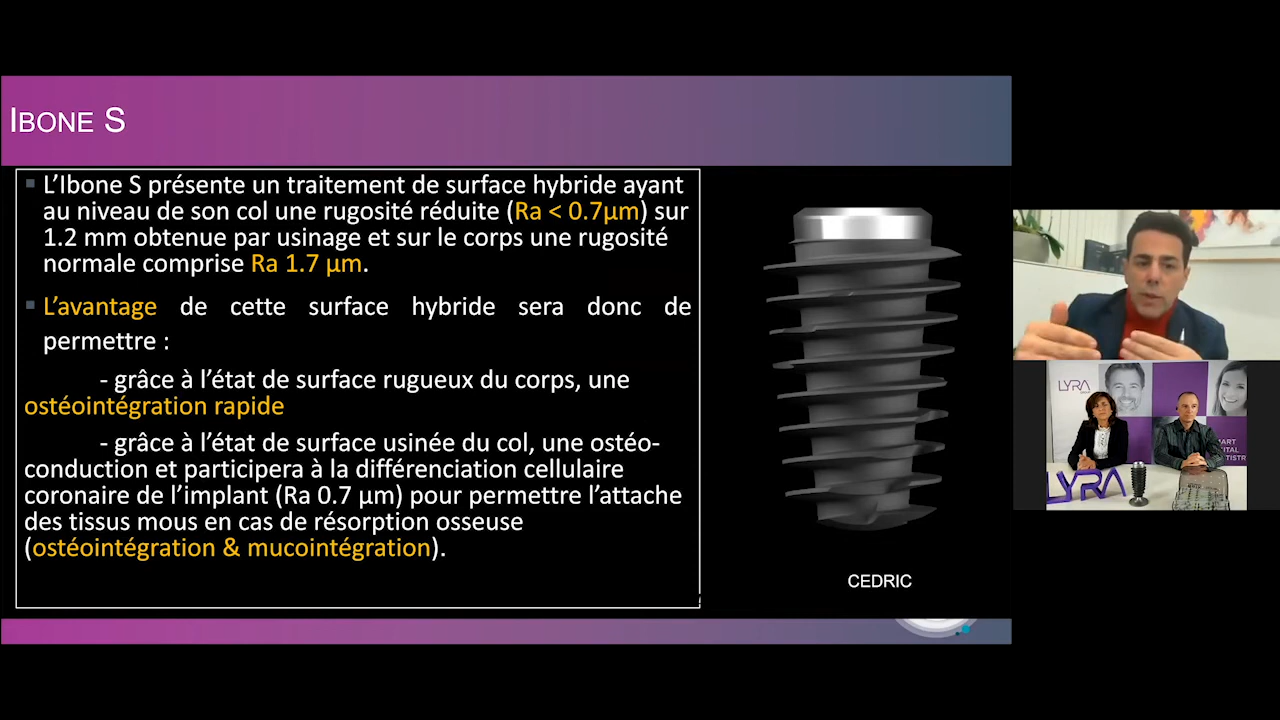 IBONE S
L’Ibone S présente un traitement de surface hybride ayant
au niveau de son col une rugosité réduite (Ra < 0.7µm) sur
1.2 mm obtenue par usinage et sur le corps une rugosité
normale comprise Ra 1.7 µm.
L’avantage de cette surface hybride sera donc de
permettre :
- grâce à l’état de surface rugueux du corps, une
ostéointégration rapide
- grâce à l’état de surface usinée du col, une ostéo-
conduction et participera à la différenciation cellulaire
coronaire de l’implant (Ra 0.7 µm) pour permettre l’attache
des tissus mous en cas de résorption osseuse
(ostéointégration & mucointégration).
CEDRIC
LYRA
LYRA